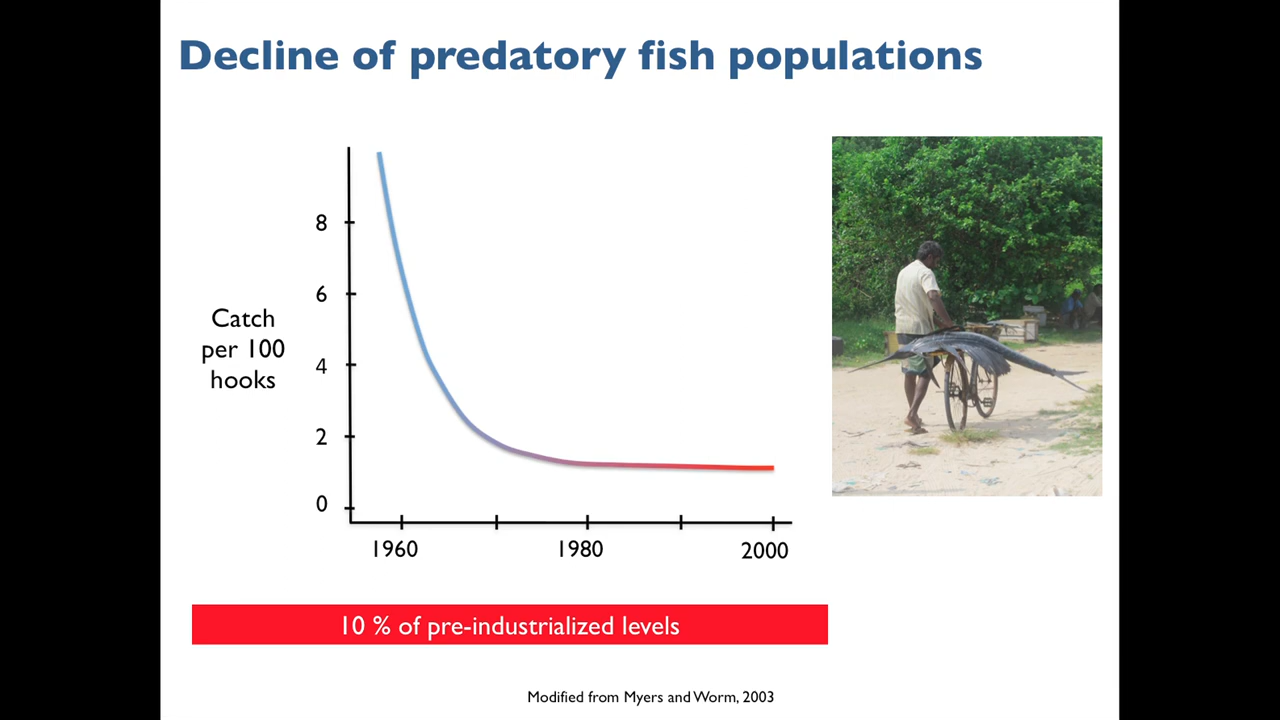 Decline of predatory fish populations
8
6
4
2
0
Catch
per 100
hooks
1960
1980
2000
10 % of pre-industrialized levels
Modified from Myers and Worm, 2003